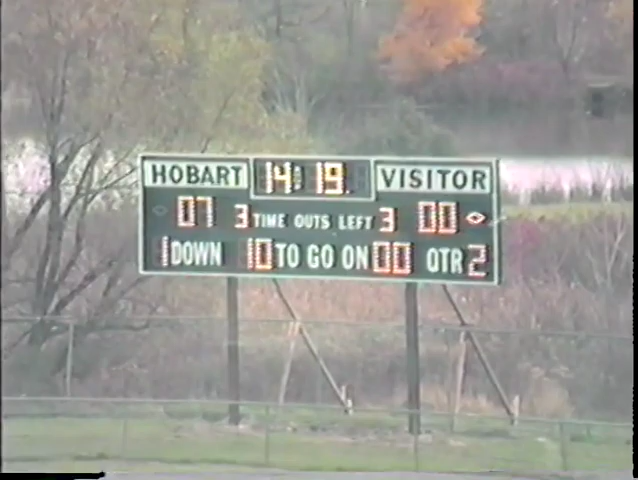 HOBART 14:19 VISITOR
07 3 TIME OUTS LEFT 3 00
1 DOWN 10 TO GO ON 00 QTR 2